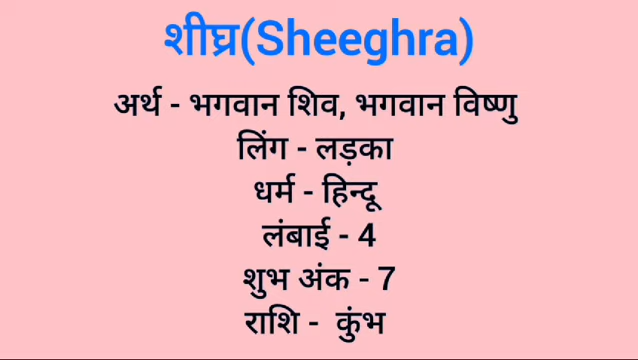 शीघ्र(Sheeghra)
अर्थ - भगवान शिव, भगवान विष्णु
लिंग - लड़का
धर्म - हिन्दू
लंबाई - 4
शुभ अंक - 7
राशि - कुंभ